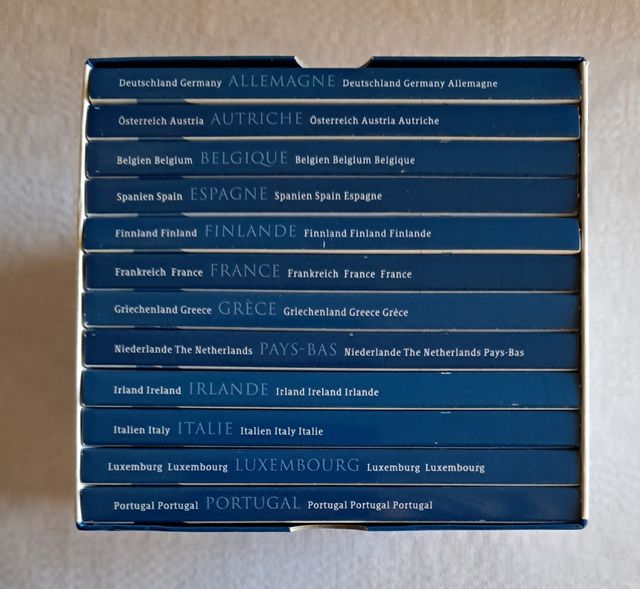 Deutschland Germany ALLEMAGNE Deutschland Germany Allemagne
Österreich Austria AUTRICHE Österreich Austria Autriche
Belgien Belgium BELGIQUE Belgien Belgium Belgique
Spanien Spain ESPAGNE Spanien Spain Espagne
Finnland Finland FINLANDE Finnland Finland Finlande
Frankreich France FRANCE Frankreich France France
Griechenland Greece GRÈCE Griechenland Greece Grèce
Niederlande The Netherlands PAYS-BAS Niederlande The Netherlands Pays-Bas
Irland Ireland IRLANDE Irland Ireland Irlande
Italien Italy ITALIE Italien Italy Italie
Luxemburg Luxembourg LUXEMBOURG Luxemburg Luxembourg
Portugal Portugal PORTUGAL Portugal Portugal Portugal